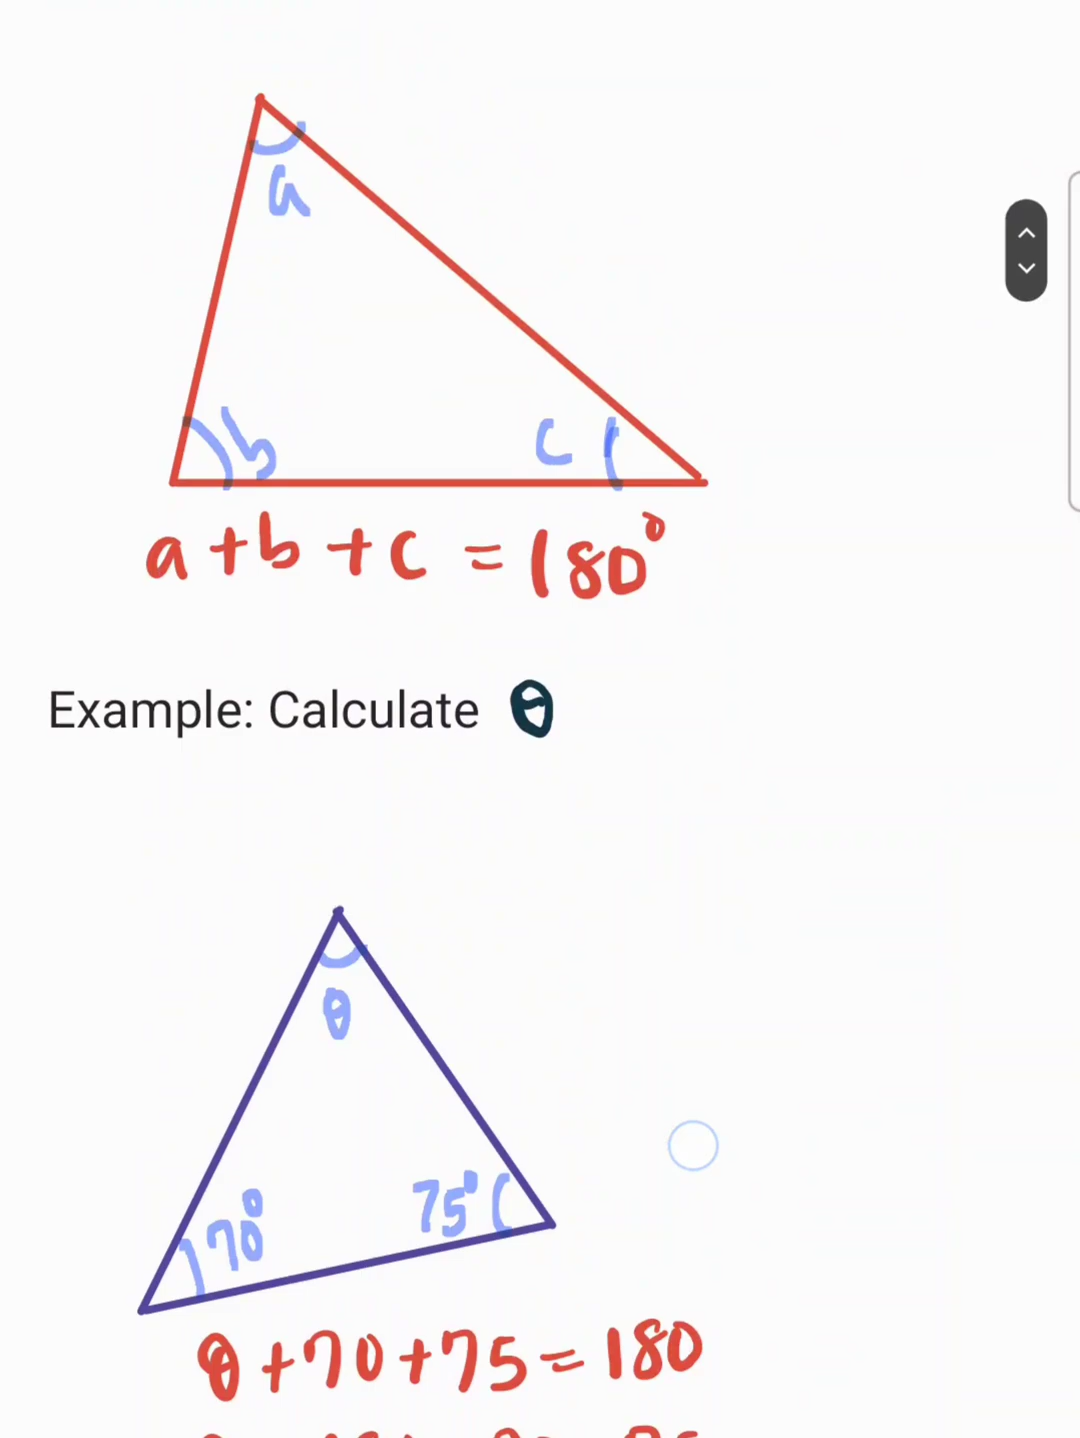 a
b
c
a + b + c = 180°
Example: Calculate θ
θ
70°
75°
θ + 70 + 75 = 180